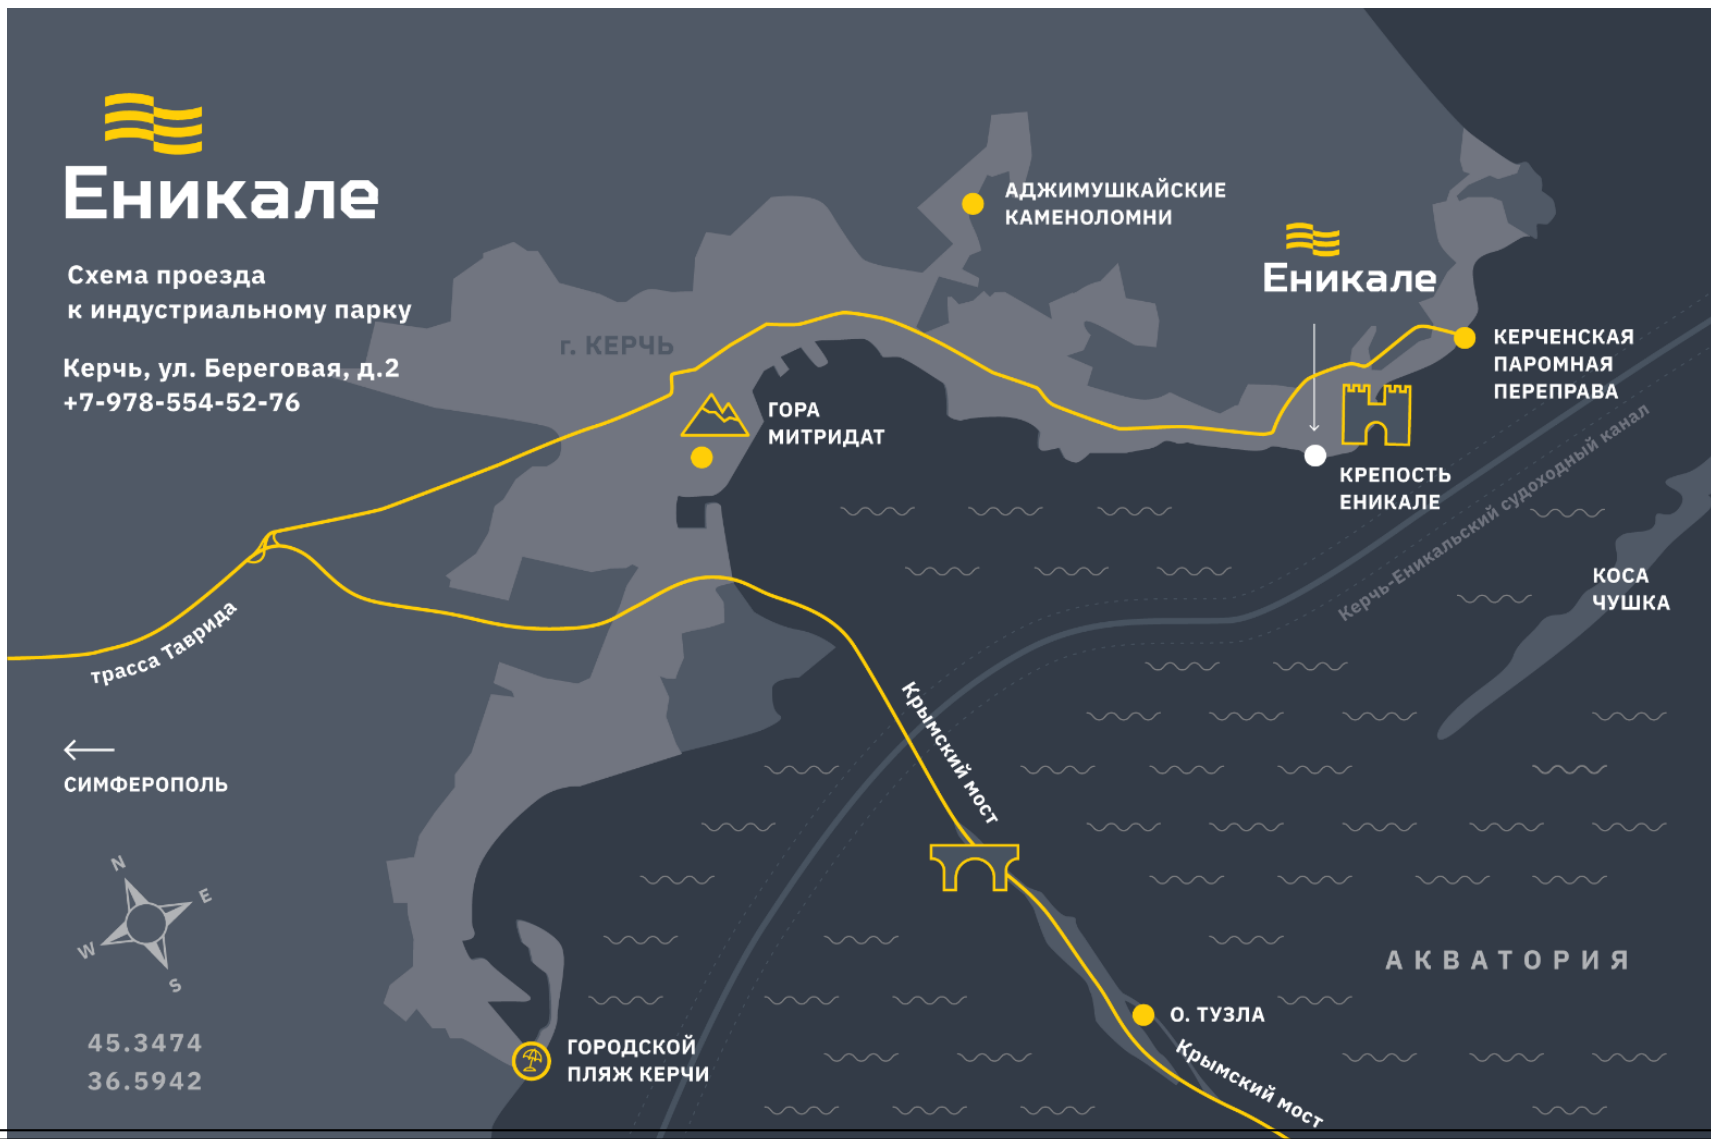 Еникале
Схема проезда
к индустриальному парку
Керчь, ул. Береговая, д.2
+7-978-554-52-76
АДЖИМУШКАЙСКИЕ
КАМЕНОЛОМНИ
Еникале
г. КЕРЧЬ
КЕРЧЕНСКАЯ
ПАРОМНАЯ
ПЕРЕПРАВА
ГОРА
МИТРИДАТ
КРЕПОСТЬ
ЕНИКАЛЕ
Керчь-Еникальский судоходный канал
КОСА
ЧУШКА
трасса Таврида
Крымский мост
СИМФЕРОПОЛЬ
N
E
W
S
АКВАТОРИЯ
О. ТУЗЛА
Крымский мост
45.3474
36.5942
ГОРОДСКОЙ
ПЛЯЖ КЕРЧИ